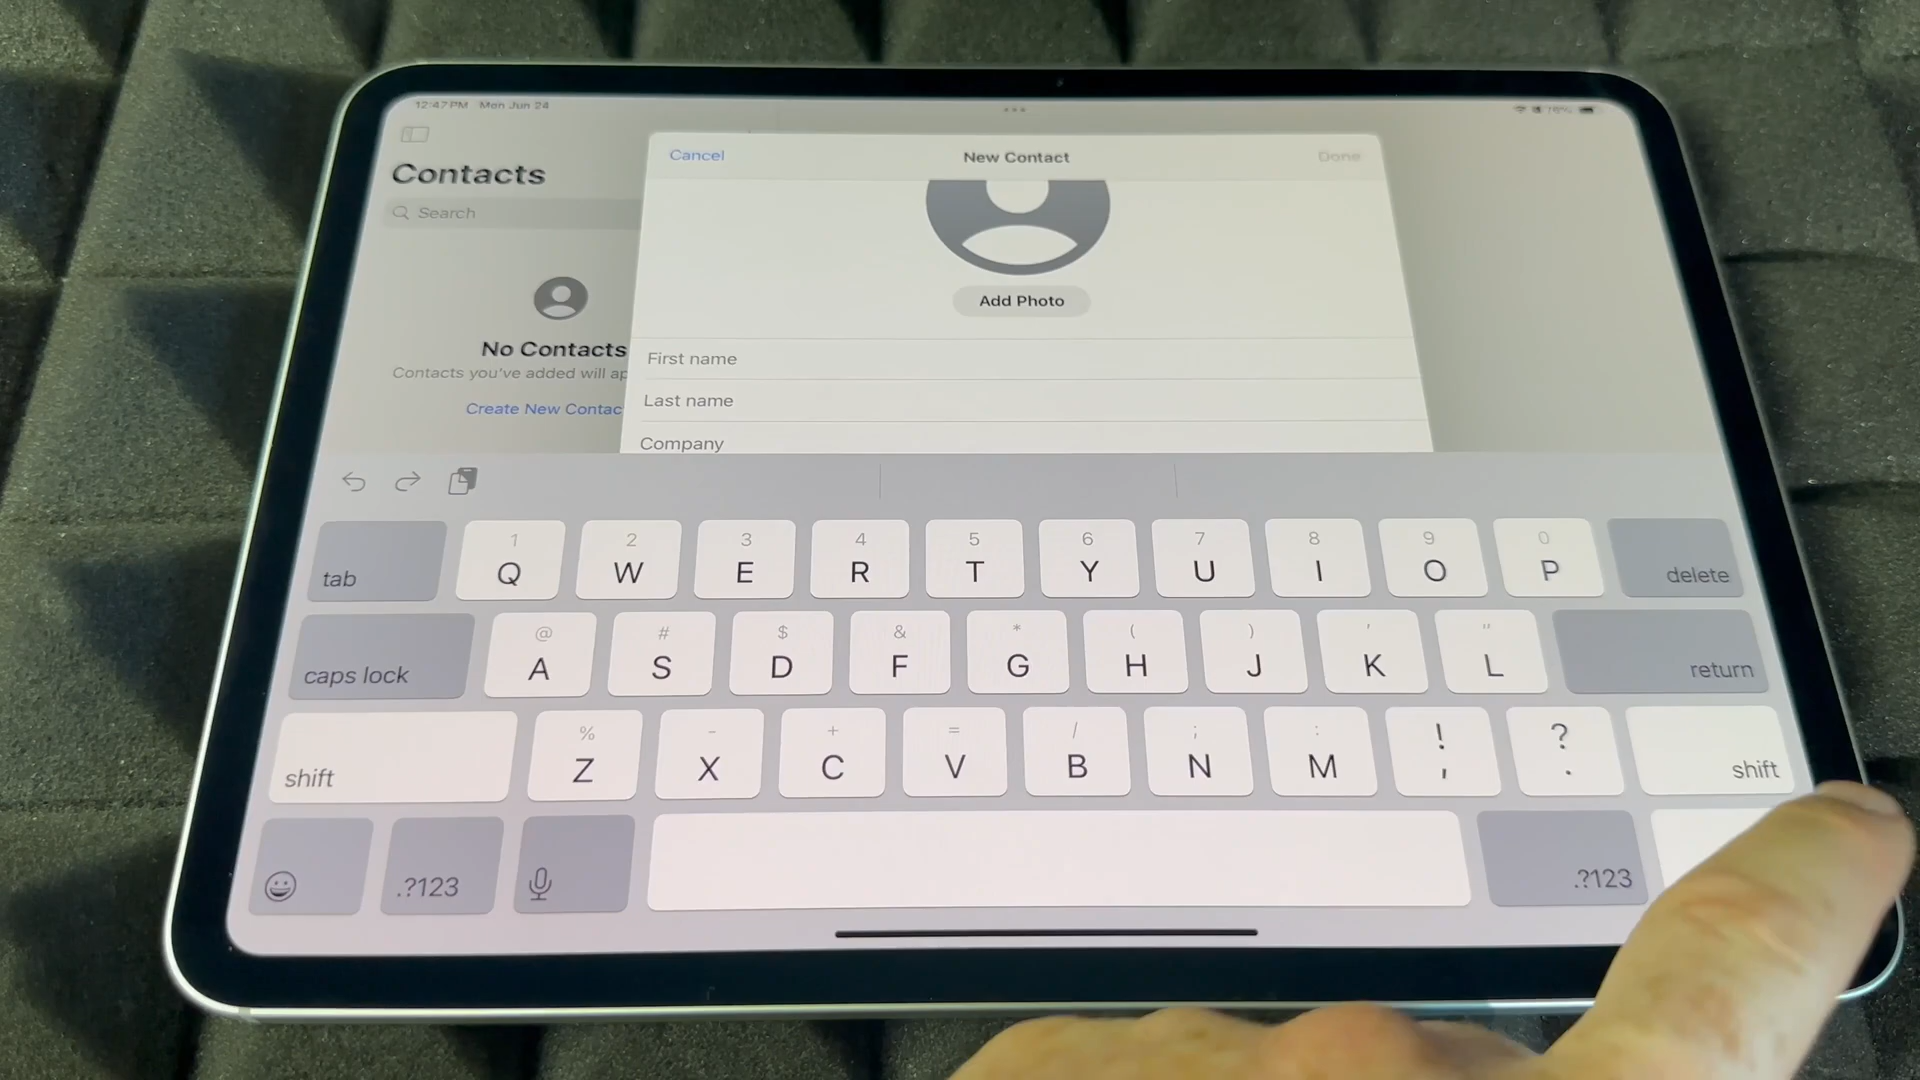 12:47 PM Mon Jun 24
76%
Cancel New Contact Done
Contacts
Search
Add Photo
No Contacts
Contacts you've added will ap
Create New Contac
First name
Last name
Company
tab 1 Q 2 W 3 E 4 R 5 T 6 Y 7 U 8 I 9 O 0 P delete
caps lock @ A # S $ D & F * G ( H ) J ' K " L return
shift % Z - X + C = V / B ; N : M ! , ? . shift
.?123 .?123